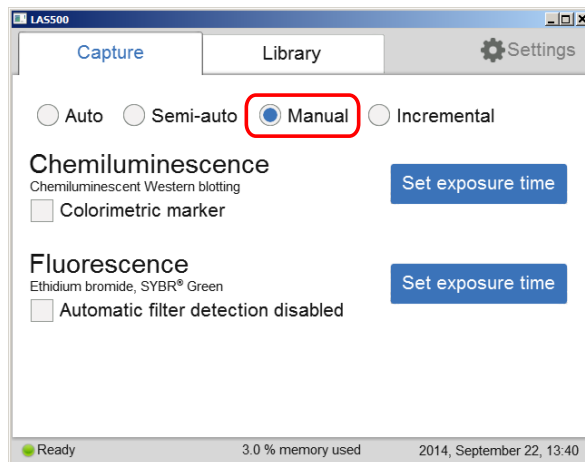 LAS500
Capture Library Settings
Auto Semi-auto Manual Incremental
Chemiluminescence
Chemiluminescent Western blotting
Set exposure time
Colorimetric marker
Fluorescence
Ethidium bromide, SYBR® Green
Set exposure time
Automatic filter detection disabled
Ready 3.0 % memory used 2014, September 22, 13:40